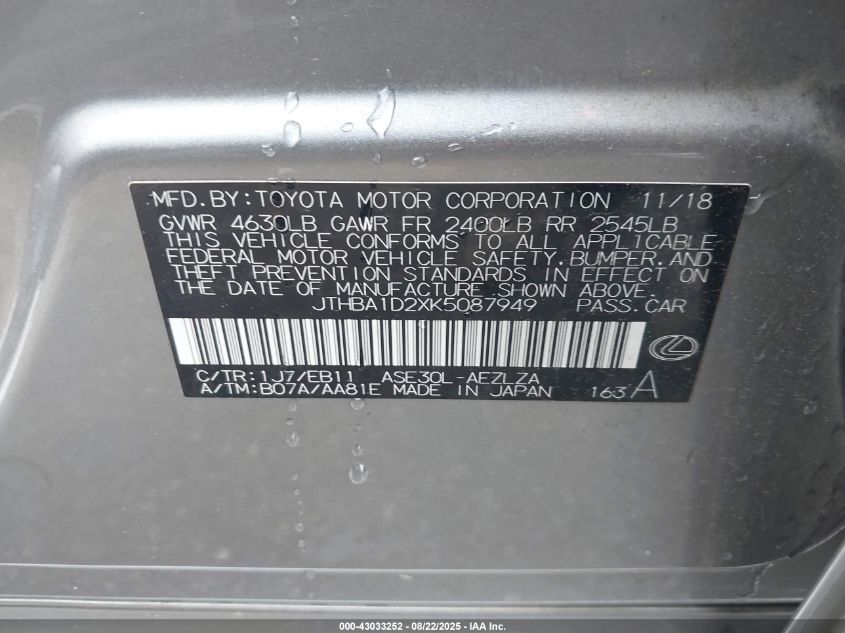 MFD.BY:TOYOTA MOTOR CORPORATION 11/18
GVWR 4630LB GAWR FR 2400LB RR 2545LB
THIS VEHICLE CONFORMS TO ALL APPLICABLE
FEDERAL MOTOR VEHICLE SAFETY,BUMPER,AND
THEFT PREVENTION STANDARDS IN EFFECT ON
THE DATE OF MANUFACTURE SHOWN ABOVE.
JTHBA1D2XK5087949 PASS.CAR
C/TR:1J7/EB11 ASE30L-AEZLZA
A/TM:B07A/AA81E MADE IN JAPAN 163 A
000-43033252 - 08/22/2025 - IAA Inc.